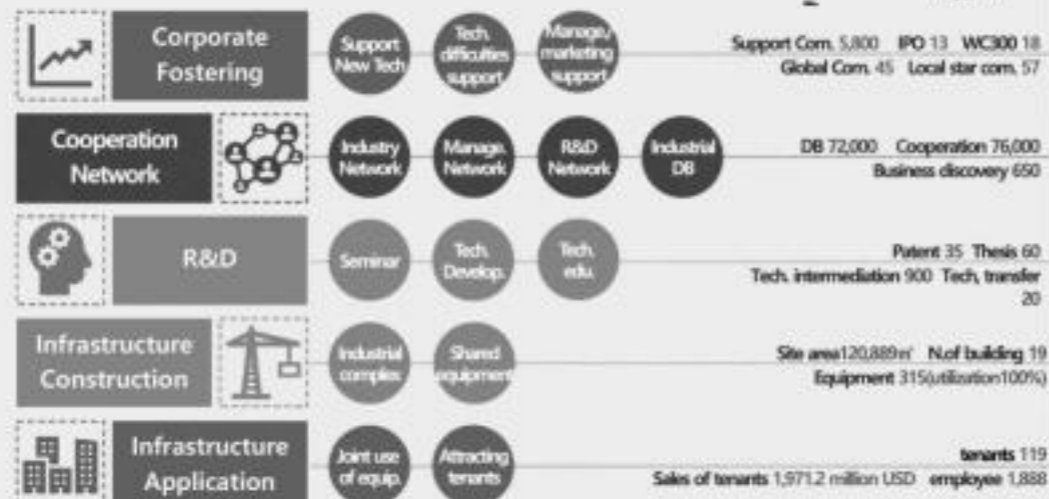 Corporate
Fostering
Support
New Tech
Tech.
difficulties
support
Manage./
marketing
support
Support Com. 5,800 IPO 13 WC300 18
Global Com. 45 Local star com. 57
Cooperation
Network
Industry
Network
Manage.
Network
R&D
Network
Industrial
DB
DB 72,000 Cooperation 76,000
Business discovery 650
R&D
Seminar
Tech.
Develop.
Tech.
edu.
Patent 35 Thesis 60
Tech. intermediation 900 Tech, transfer
20
Infrastructure
Construction
Industrial
complex
Shared
equipment
Site area120,889㎡ N.of building 19
Equipment 315(utilization100%)
Infrastructure
Application
Joint use
of equip.
Attracting
tenants
tenants 119
Sales of tenants 1,971.2 million USD employee 1,888